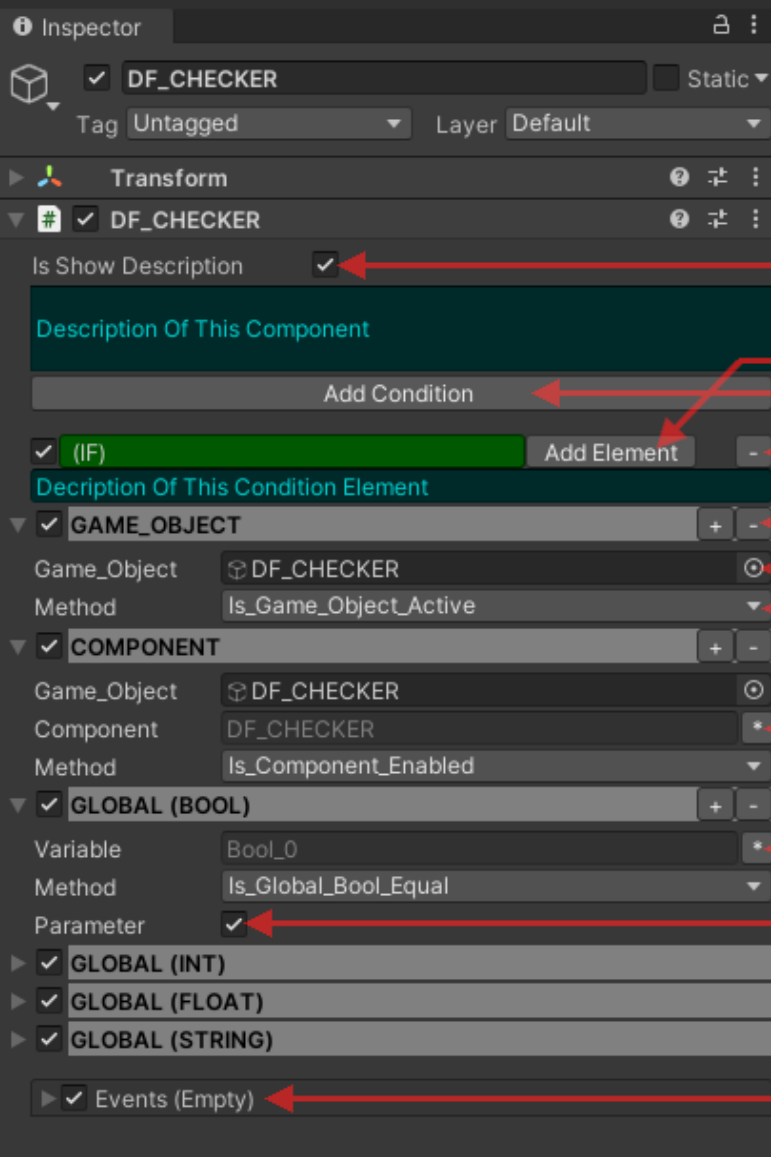 Inspector
DF_CHECKER Static
Tag Untagged Layer Default
Transform
# DF_CHECKER
Is Show Description
Description Of This Component
Add Condition
(IF) Add Element -
Decription Of This Condition Element
GAME_OBJECT + -
Game_Object DF_CHECKER
Method Is_Game_Object_Active
COMPONENT + -
Game_Object DF_CHECKER
Component DF_CHECKER *
Method Is_Component_Enabled
GLOBAL (BOOL) + -
Variable Bool_0 *
Method Is_Global_Bool_Equal
Parameter
GLOBAL (INT)
GLOBAL (FLOAT)
GLOBAL (STRING)
Events (Empty)